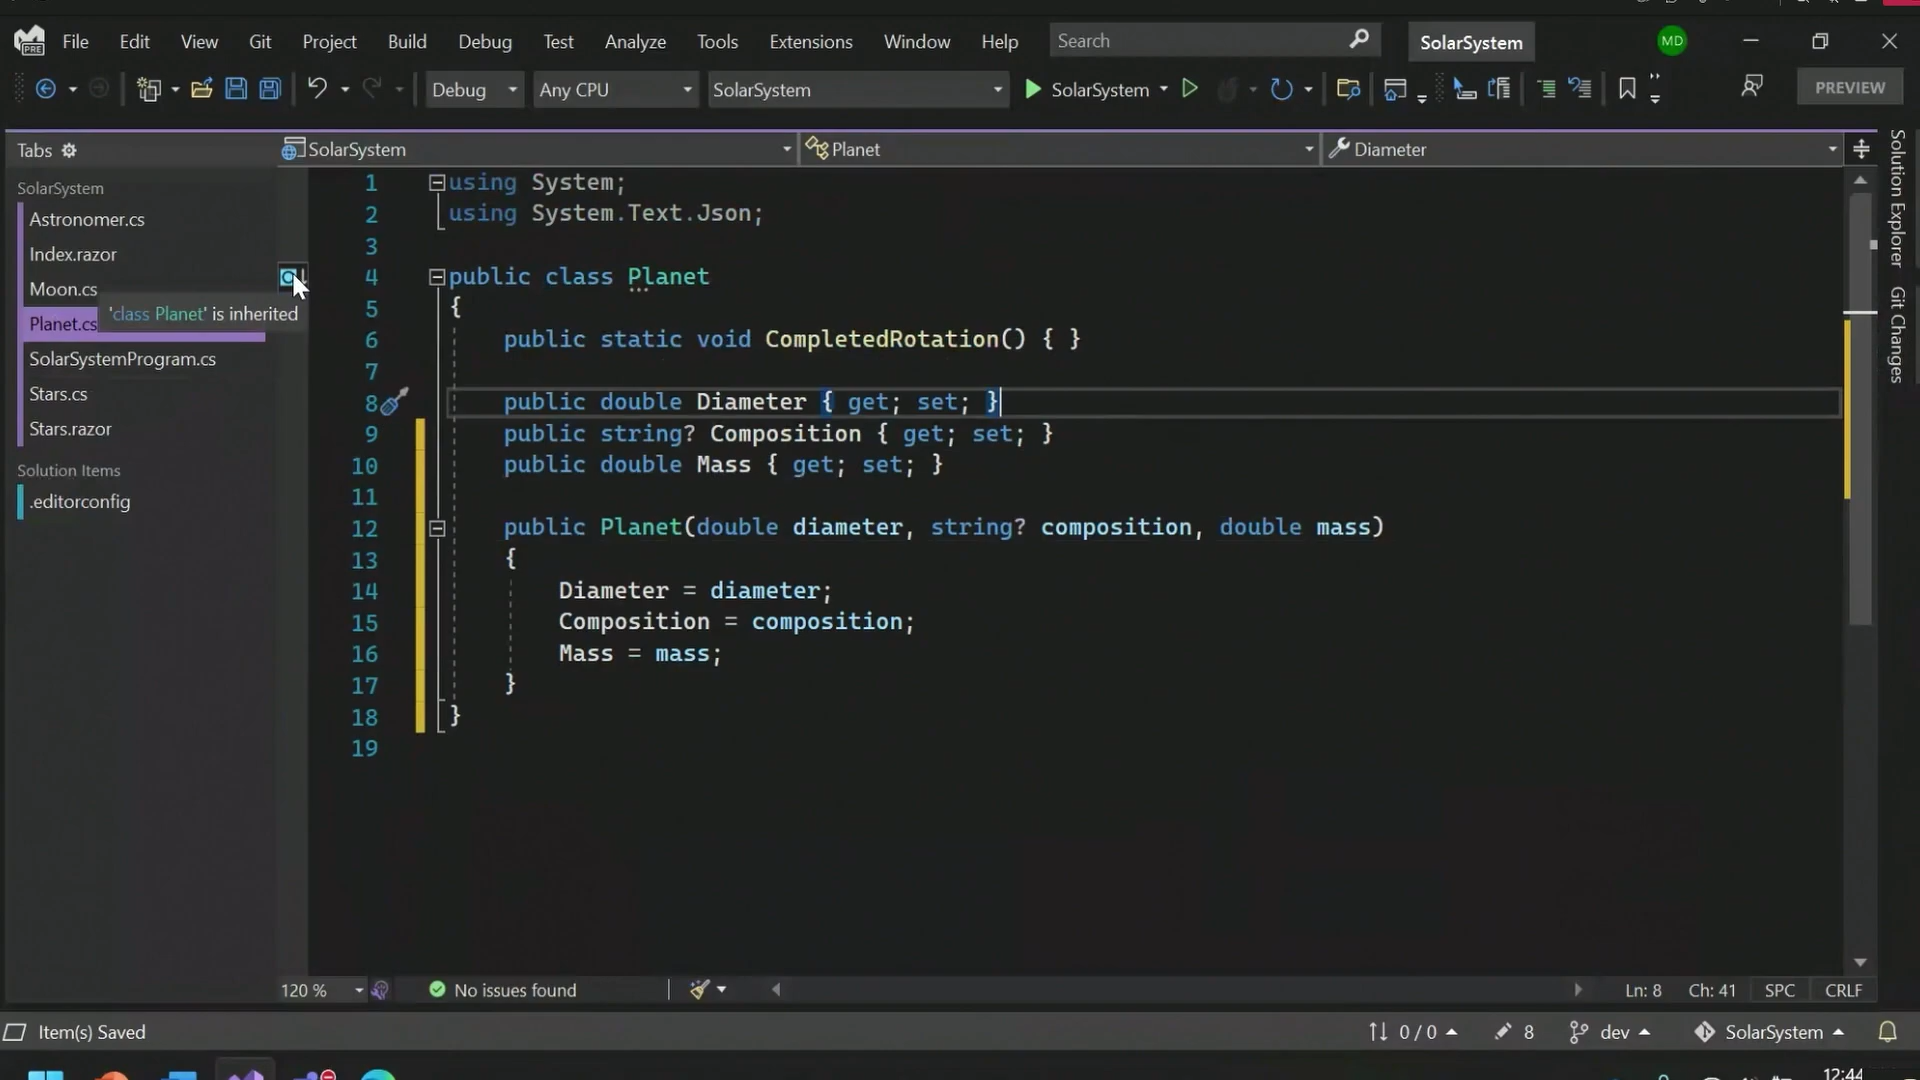 PRE File Edit View Git Project Build Debug Test Analyze Tools Extensions Window Help Search SolarSystem MD
Debug Any CPU SolarSystem SolarSystem PREVIEW
Tabs SolarSystem Planet Diameter
SolarSystem
Astronomer.cs
Index.razor
Moon.cs
Planet.cs
'class Planet' is inherited
SolarSystemProgram.cs
Stars.cs
Stars.razor
Solution Items
.editorconfig
1 using System;
2 using System.Text.Json;
3
4 public class Planet
5 {
6 public static void CompletedRotation() { }
7
8 public double Diameter { get; set; }
9 public string? Composition { get; set; }
10 public double Mass { get; set; }
11
12 public Planet(double diameter, string? composition, double mass)
13 {
14 Diameter = diameter;
15 Composition = composition;
16 Mass = mass;
17 }
18 }
19
Solution Explorer
Git Changes
120 % No issues found Ln: 8 Ch: 41 SPC CRLF
Item(s) Saved 0 / 0 8 dev SolarSystem
12:44